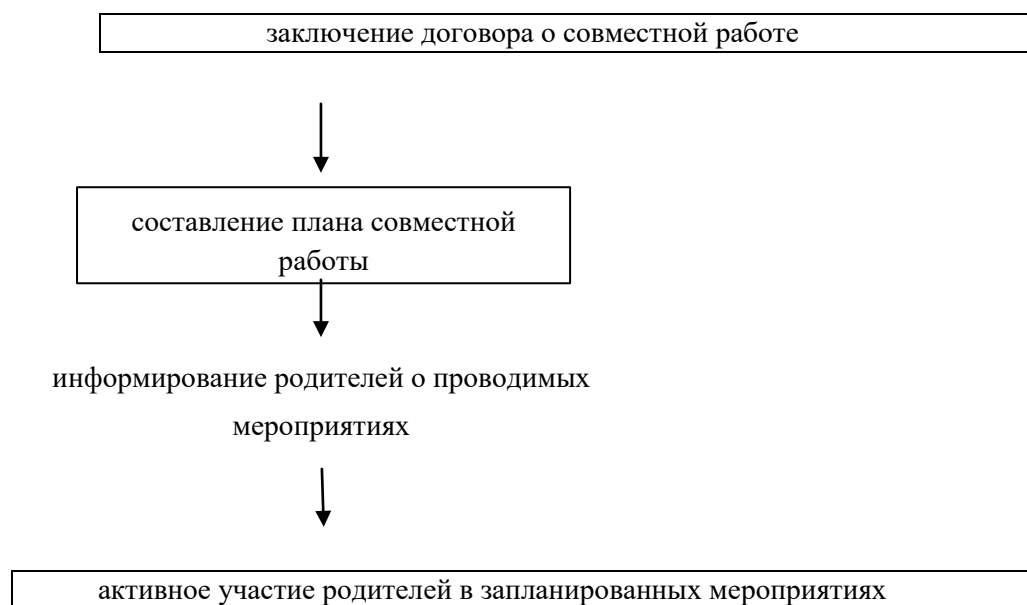 заключение договора о совместной работе
составление плана совместной
работы
информирование родителей о проводимых
мероприятиях
активное участие родителей в запланированных мероприятиях